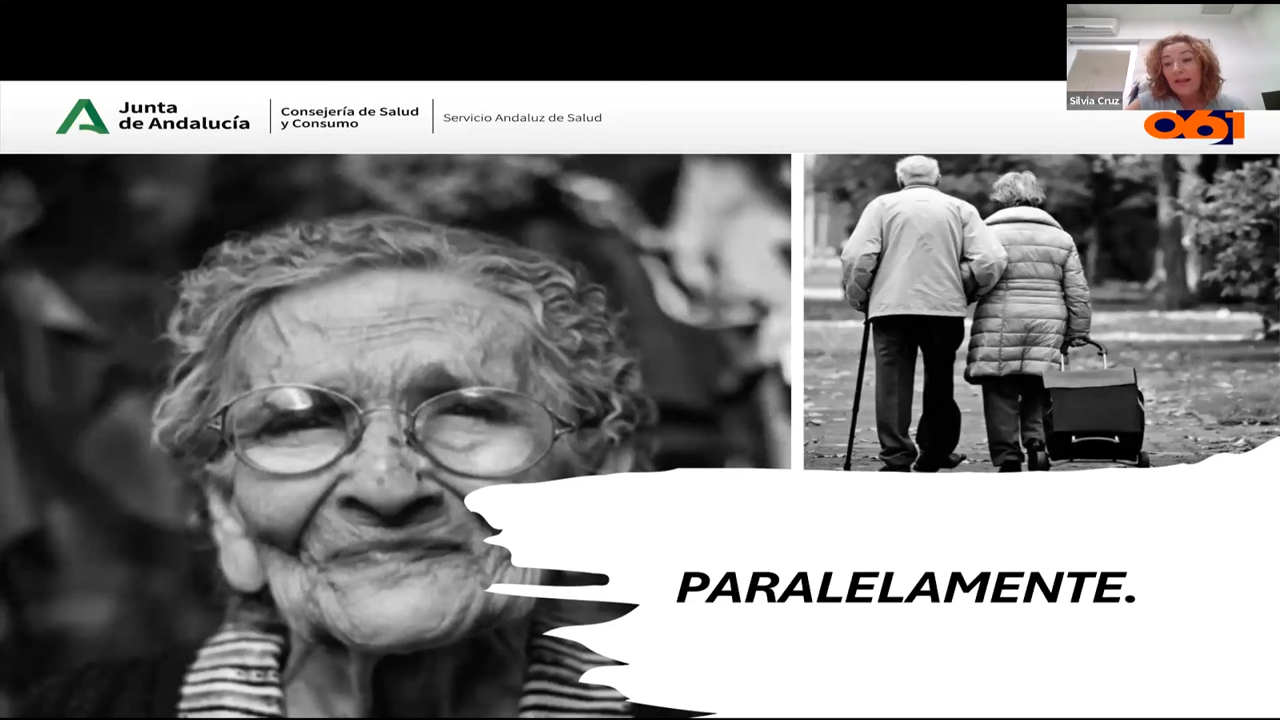 Junta
de Andalucía
Consejería de Salud
y Consumo
Servicio Andaluz de Salud
Silvia Cruz
061
PARALELAMENTE.